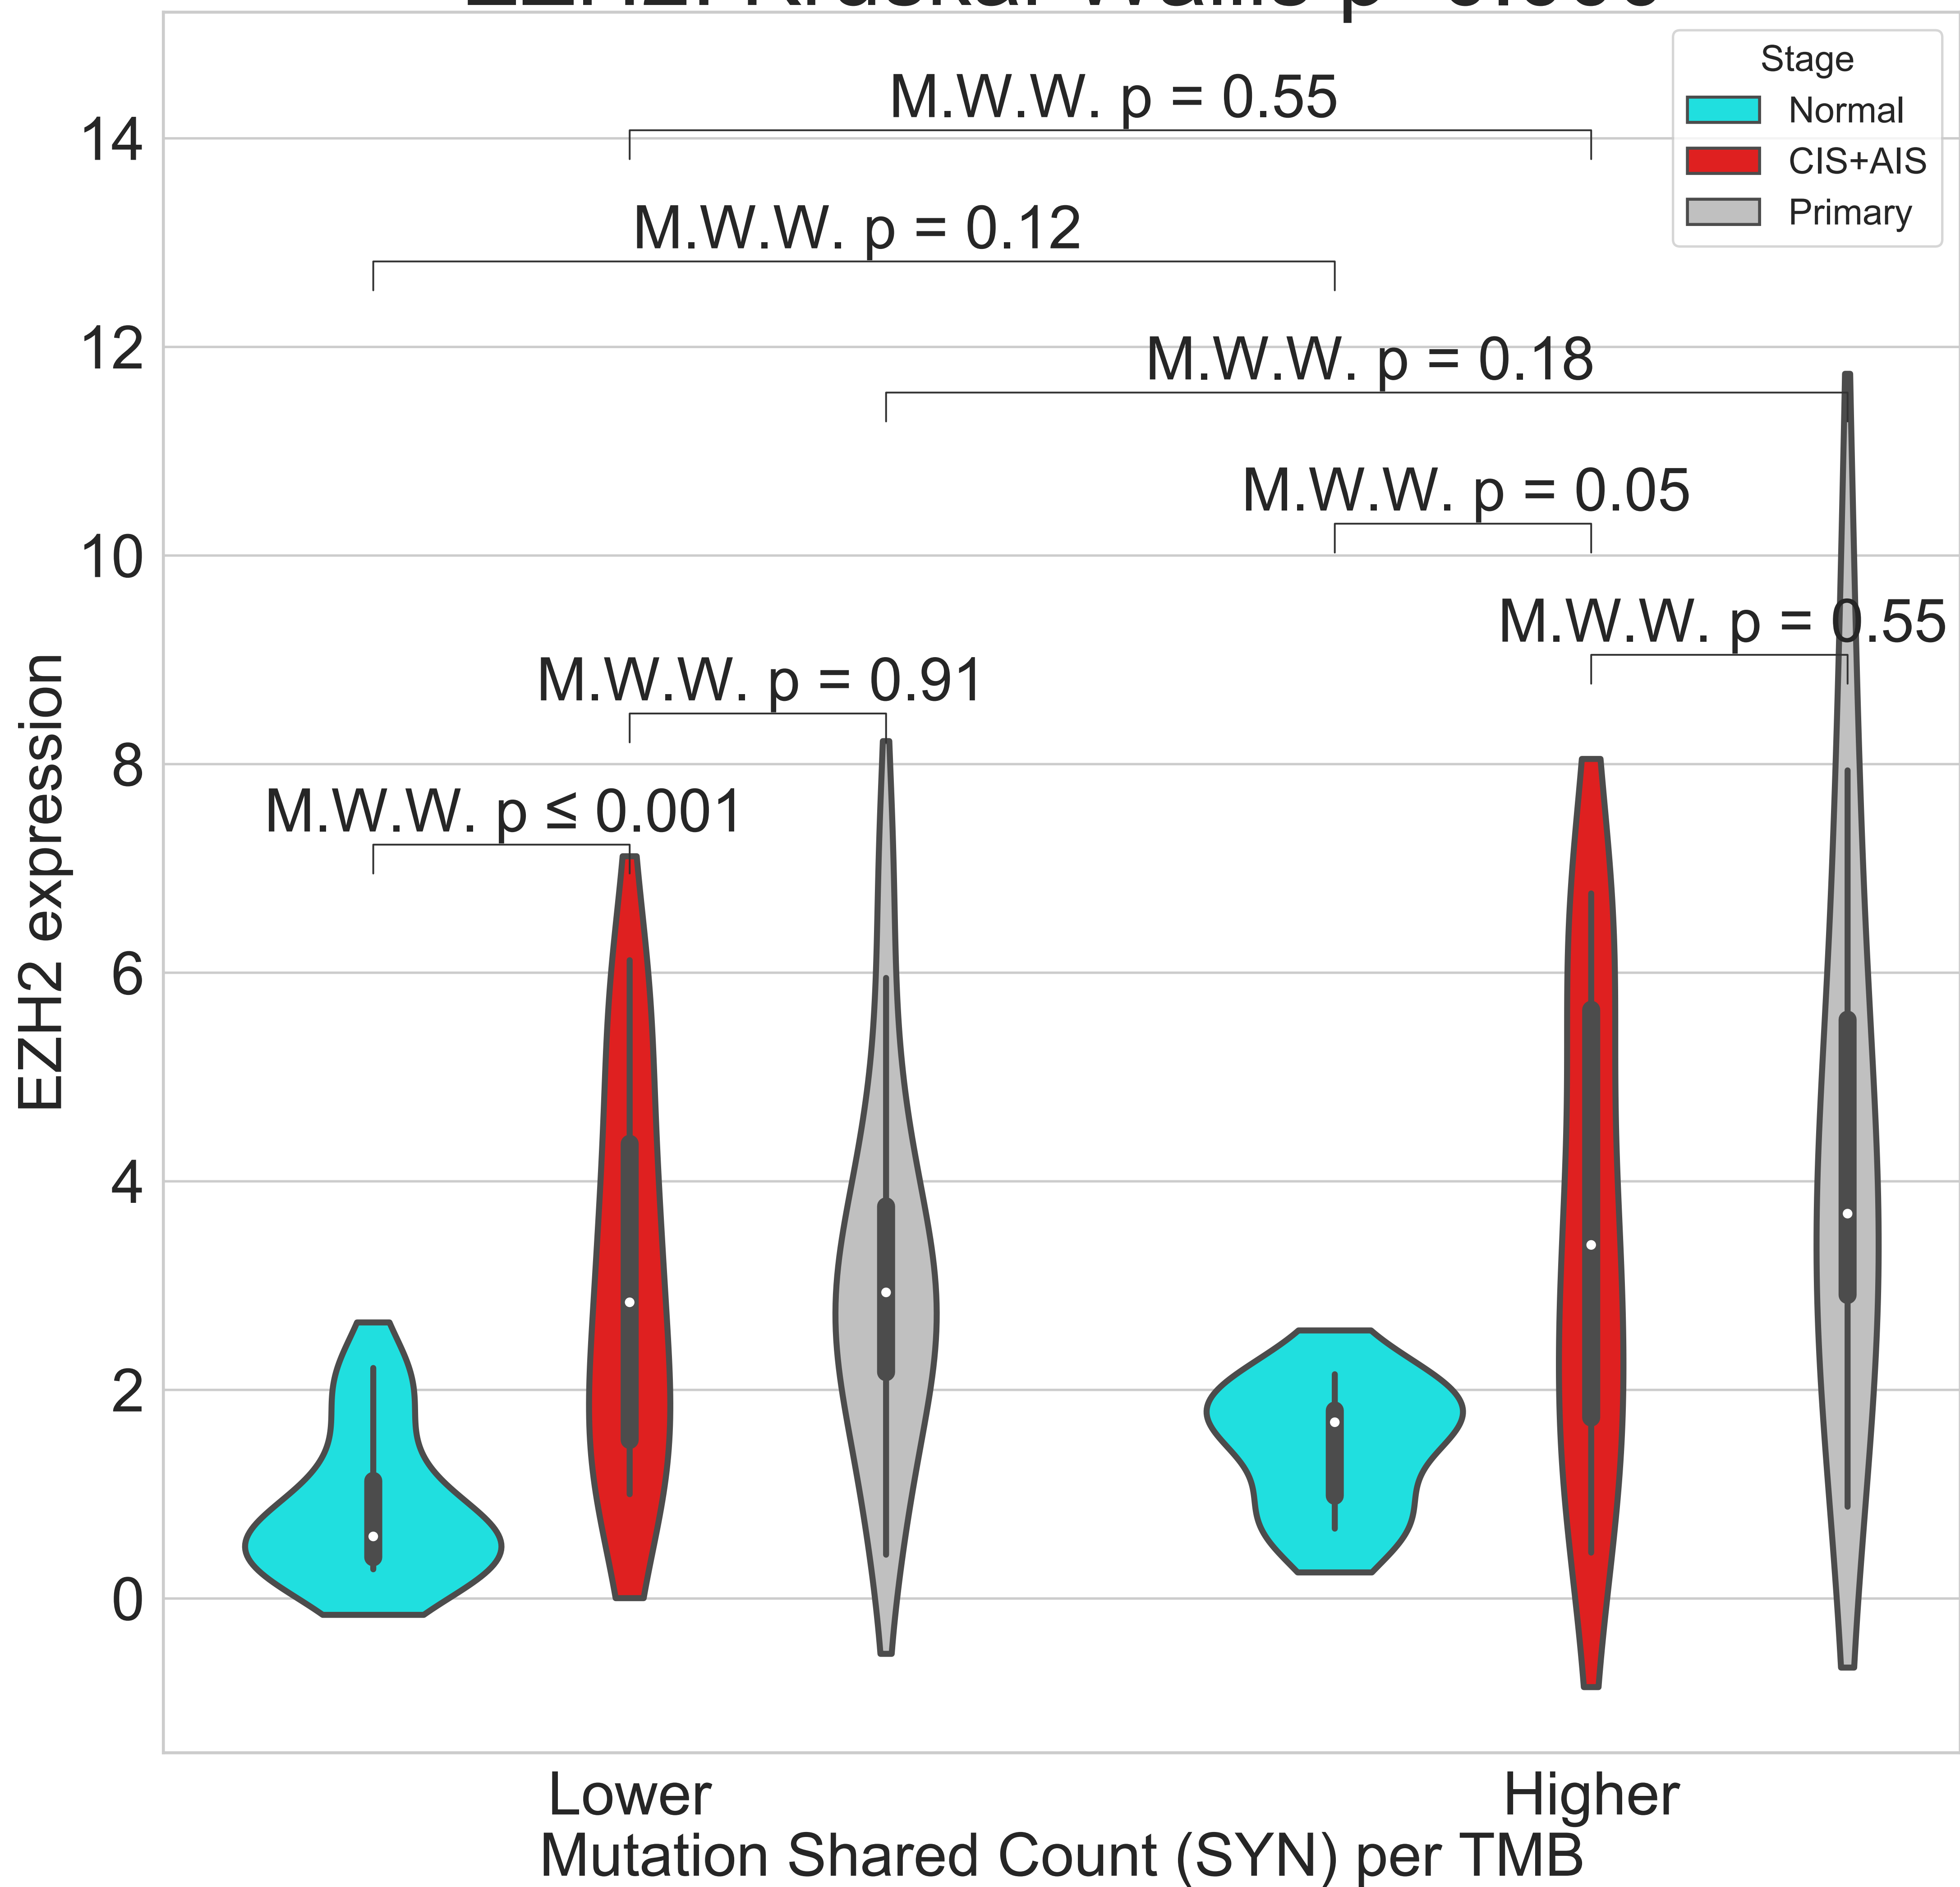 Stage
Normal
CIS+AIS
Primary
M.W.W. p = 0.55
M.W.W. p = 0.12
M.W.W. p = 0.18
M.W.W. p = 0.05
M.W.W. p = 0.55
M.W.W. p = 0.91
M.W.W. p ≤ 0.001
14
12
10
8
6
4
2
0
EZH2 expression
Lower
Higher
Mutation Shared Count (SYN) per TMB